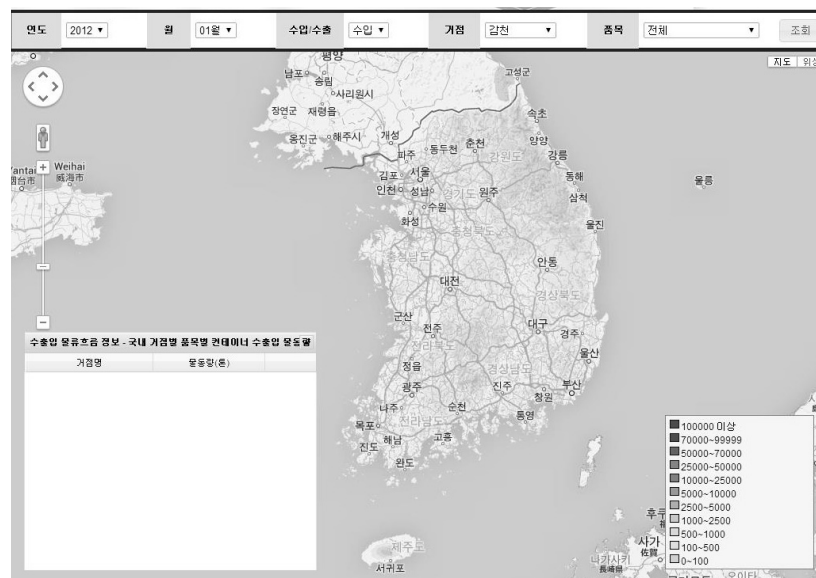 연도 2012 월 01월 수입/수출 수입 거점 감천 품목 전체 조회
지도 위성
평양
고성군
남포
송림
사리원시
장연군 재령읍
속초
옹진군 해주시 개성
양양
파주 동두천 춘천
강원도 강릉
Weihai
威海市
김포 서울
동해
울릉
인천 성남 경기도 원주
삼척
수원
화성
울진
충청북도
충청남도
안동
대전
경상북도
군산
전주
대구 경주
수출입 물류흐름 정보 - 국내 거점별 품목별 컨테이너 수출입 물동량
전라북도
울산
거점명 물동량(톤)
정읍
경상남도
광주 진주 부산
창원
나주 순천
통영
목포 전라남도
진도 해남 고흥
완도
100000 이상
70000~99999
50000~70000
25000~50000
10000~25000
5000~10000
2500~5000
1000~2500
500~1000
100~500
0~100
후쿠
사가
佐賀
제주도
나가사키
長崎県
서귀포